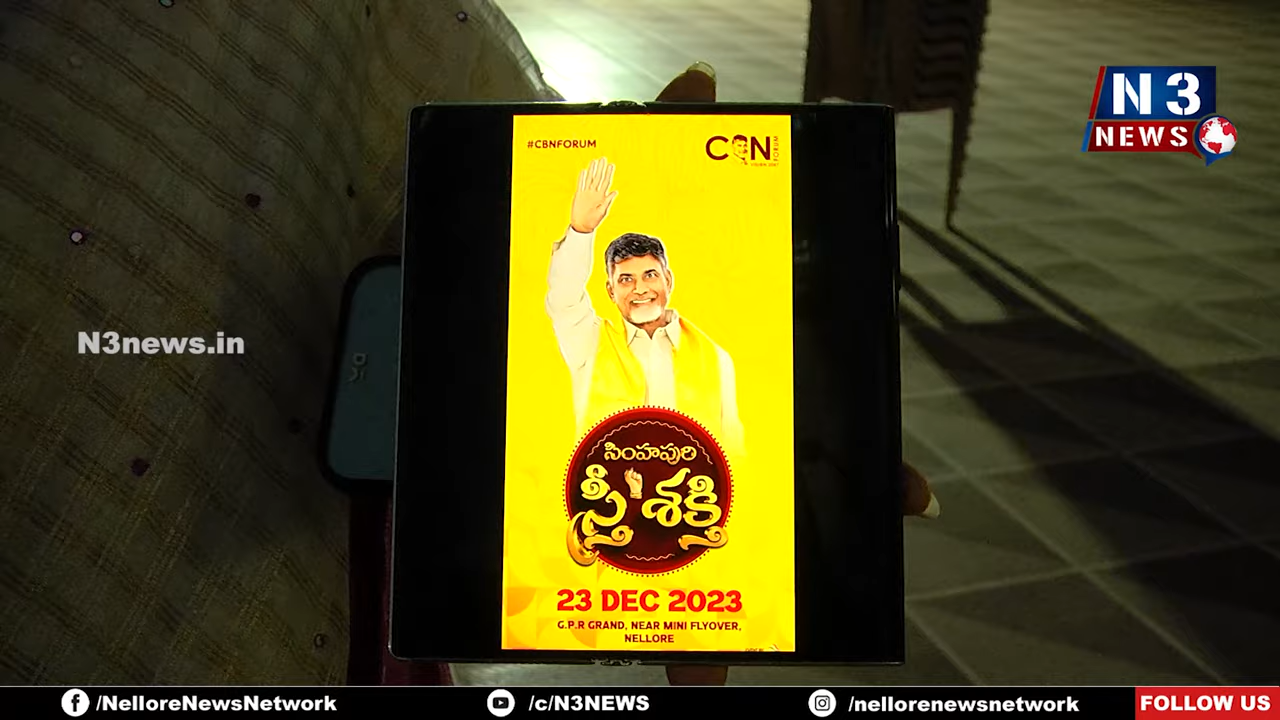 N3
NEWS
#CBNFORUM
CBN
FORUM
N3news.in
సింహపురి
స్త్రీ శక్తి
23 DEC 2023
G.P.R GRAND, NEAR MINI FLYOVER,
NELLORE
/NelloreNewsNetwork
/c/N3NEWS
/nellorenewsnetwork
FOLLOW US